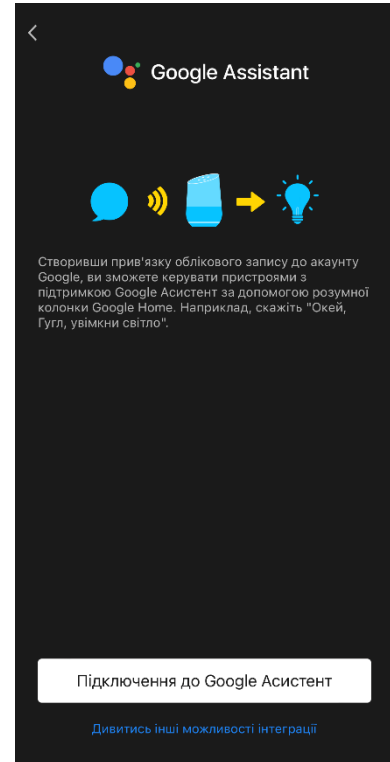 Google Assistant
Створивши прив'язку облікового запису до акаунту
Google, ви зможете керувати пристроями з
підтримкою Google Асистент за допомогою розумної
колонки Google Home. Наприклад, скажіть "Окей,
Гугл, увімкни світло".
Підключення до Google Асистент
Дивитись інші можливості інтеграції